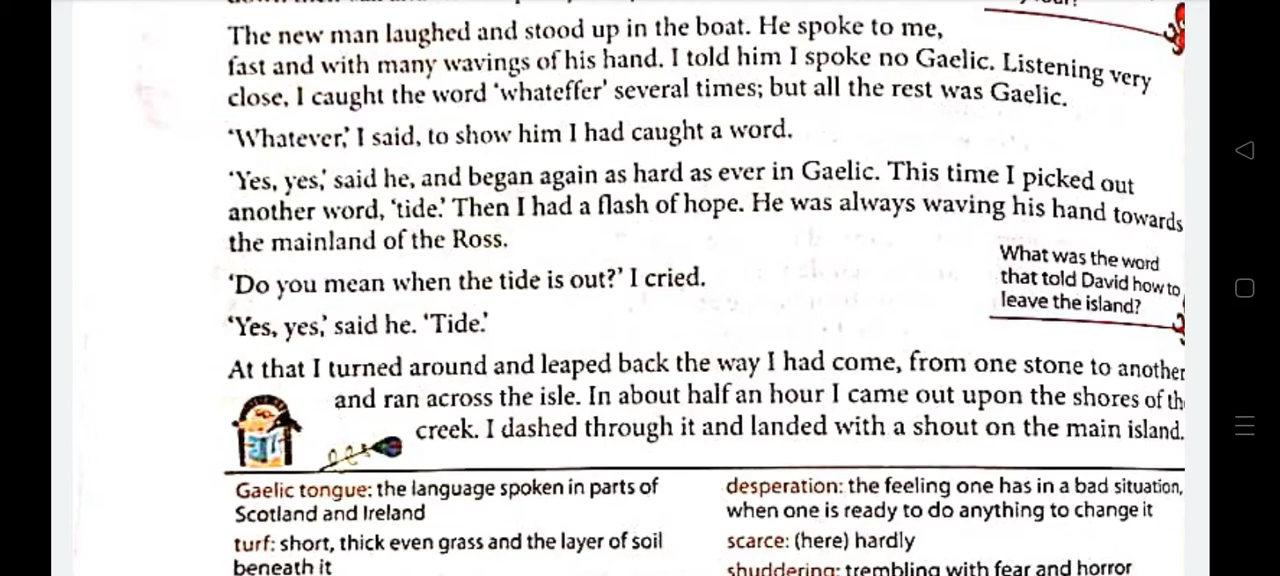 The new man laughed and stood up in the boat. He spoke to me,
fast and with many wavings of his hand. I told him I spoke no Gaelic. Listening very
close, I caught the word 'whateffer' several times; but all the rest was Gaelic.
'Whatever,' I said, to show him I had caught a word.
'Yes, yes,' said he, and began again as hard as ever in Gaelic. This time I picked out
another word, 'tide.' Then I had a flash of hope. He was always waving his hand towards
the mainland of the Ross.
What was the word
that told David how to
leave the island?
'Do you mean when the tide is out?' I cried.
'Yes, yes,' said he. 'Tide.'
At that I turned around and leaped back the way I had come, from one stone to another
and ran across the isle. In about half an hour I came out upon the shores of th
creek. I dashed through it and landed with a shout on the main island.
Gaelic tongue: the language spoken in parts of
Scotland and Ireland
turf: short, thick even grass and the layer of soil
beneath it
desperation: the feeling one has in a bad situation,
when one is ready to do anything to change it
scarce: (here) hardly
shuddering: trembling with fear and horror